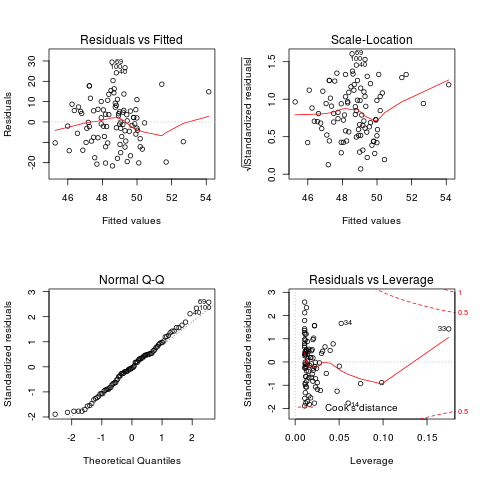 Residuals vs Fitted
Residuals
30
20
10
0
-20
69
100
40
46 48 50 52 54
Fitted values
Scale-Location
√|Standardized residuals|
1.5
1.0
0.5
0.0
69
100
40
46 48 50 52 54
Fitted values
Normal Q-Q
Standardized residuals
3
2
1
0
-1
-2
69
100
40
-2 -1 0 1 2
Theoretical Quantiles
Residuals vs Leverage
Standardized residuals
3
2
1
0
-1
-2
1
0.5
0.5
34
33
14
Cook's distance
0.00 0.05 0.10 0.15
Leverage